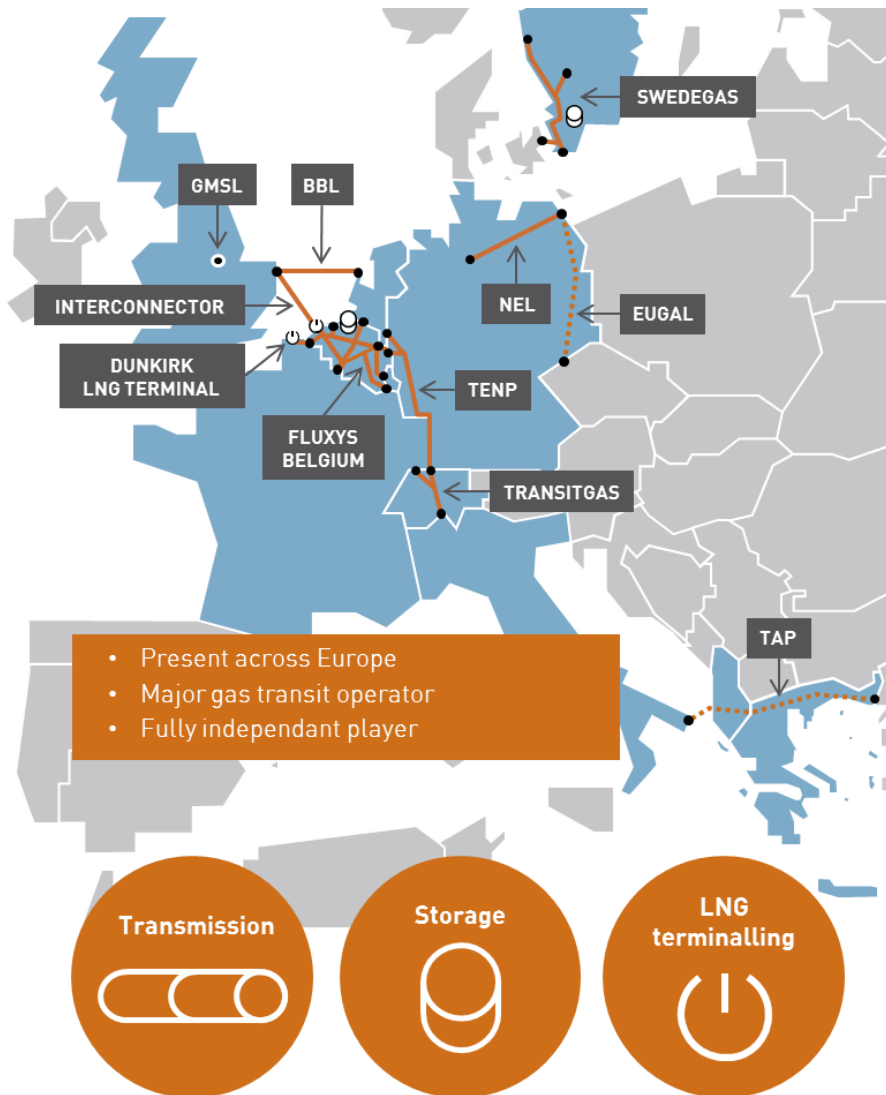 SWEDEGAS
GMSL
BBL
INTERCONNECTOR
NEL
EUGAL
DUNKIRK
LNG TERMINAL
TENP
FLUXYS
BELGIUM
TRANSITGAS
TAP
• Present across Europe
• Major gas transit operator
• Fully independant player
Transmission
Storage
LNG
terminalling